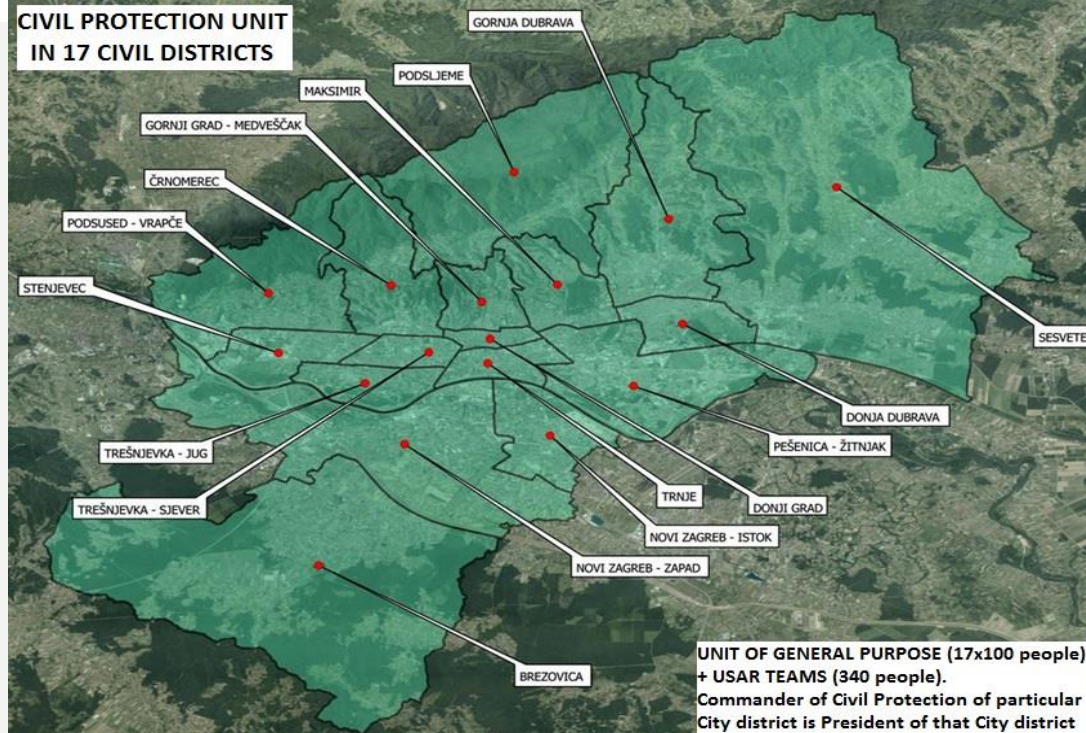 CIVIL PROTECTION UNIT
IN 17 CIVIL DISTRICTS
GORNJA DUBRAVA
PODSLJEME
MAKSIMIR
GORNJI GRAD - MEDVEŠČAK
ČRNOMEREC
PODSUSED - VRAPČE
STENJEVEC
SESVETE
DONJA DUBRAVA
PEŠENICA - ŽITNJAK
TREŠNJEVKA - JUG
TREŠNJEVKA - SJEVER
TRNJE
DONJI GRAD
NOVI ZAGREB - ISTOK
NOVI ZAGREB - ZAPAD
BREZOVICA
UNIT OF GENERAL PURPOSE (17x100 people)
+ USAR TEAMS (340 people).
Commander of Civil Protection of particular
City district is President of that City district